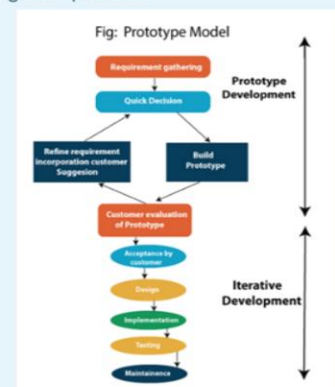 Fig: Prototype Model
Requirement gathering
Prototype
Development
Quick Decision
Refine requirement
incorporation customer
Suggesion
Build
Prototype
Customer evaluation
of Prototype
Acceptance by
customer
Iterative
Development
Design
Implementation
Testing
Maintainence